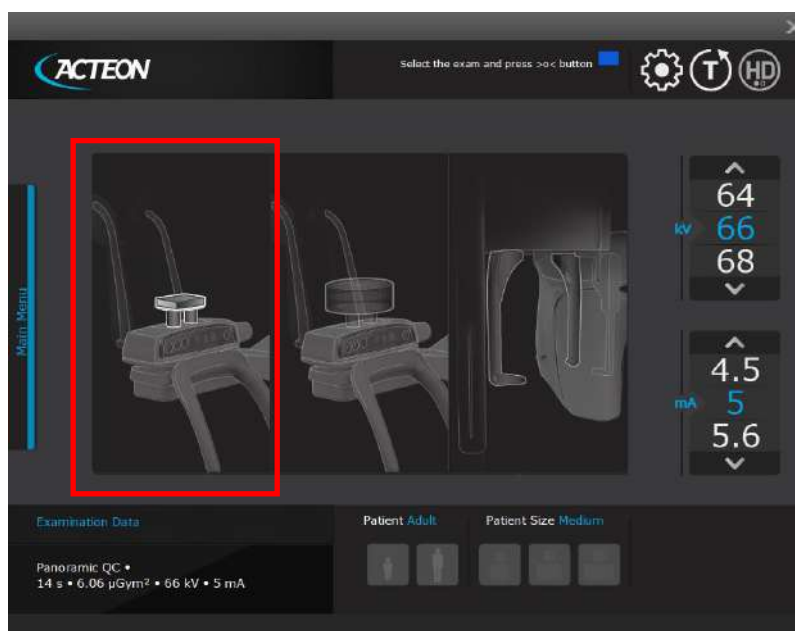 ACTEON
Select the exam and press >o< button
T
HD
Main Menu
64
kV 66
68
4.5
mA 5
5.6
Examination Data
Patient Adult
Patient Size Medium
Panoramic QC •
14 s • 6.06 µGym² • 66 kV • 5 mA